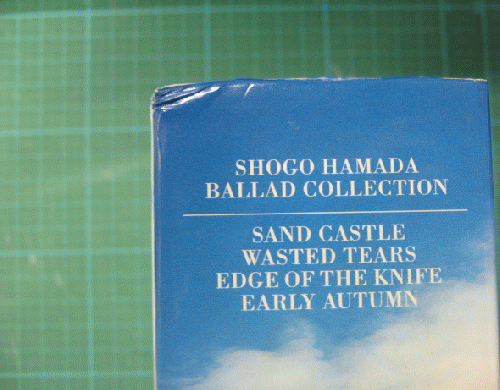 SHOGO HAMADA
BALLAD COLLECTION
SAND CASTLE
WASTED TEARS
EDGE OF THE KNIFE
EARLY AUTUMN